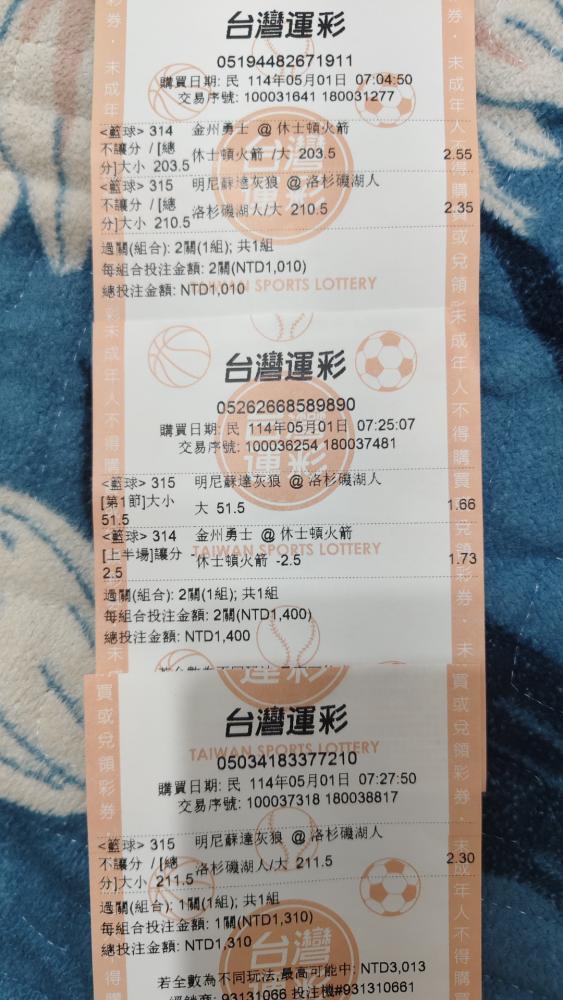 台灣運彩
05194482671911
購買日期: 民 114年05月01日 07:04:50
交易序號: 100031641 180031277
<籃球> 314 金州勇士 @ 休士頓火箭
不讓分 / [總
分]大小 203.5 休士頓火箭 /大 203.5 2.55
<籃球> 315 明尼蘇達灰狼 @ 洛杉磯湖人
不讓分 / [總
分]大小 210.5 洛杉磯湖人/大 210.5 2.35
過關(組合): 2關(1組); 共1組
每組合投注金額: 2關(NTD1,010)
總投注金額: NTD1,010
TAIWAN SPORTS LOTTERY
台灣運彩
05262668589890
購買日期: 民 114年05月01日 07:25:07
交易序號: 100036254 180037481
<籃球> 315 明尼蘇達灰狼 @ 洛杉磯湖人
[第1節]大小 大 51.5 1.66
51.5
<籃球> 314 金州勇士 @ 休士頓火箭
TAIWAN SPORTS LOTTERY
[上半場]讓分 - 休士頓火箭 -2.5 1.73
2.5
過關(組合): 2關(1組); 共1組
每組合投注金額: 2關(NTD1,400)
總投注金額: NTD1,400
台灣運彩
TAIWAN SPORTS LOTTERY
05034183377210
購買日期: 民 114年05月01日 07:27:50
交易序號: 100037318 180038817
<籃球> 315 明尼蘇達灰狼 @ 洛杉磯湖人
不讓分 / [總
分]大小 211.5 洛杉磯湖人/大 211.5 2.30
過關(組合): 1關(1組); 共1組
每組合投注金額: 1關(NTD1,310)
總投注金額: NTD1,310
若全數為不同玩法,最高可能中: NTD3,013
經銷商: 93131066 投注機#931310661